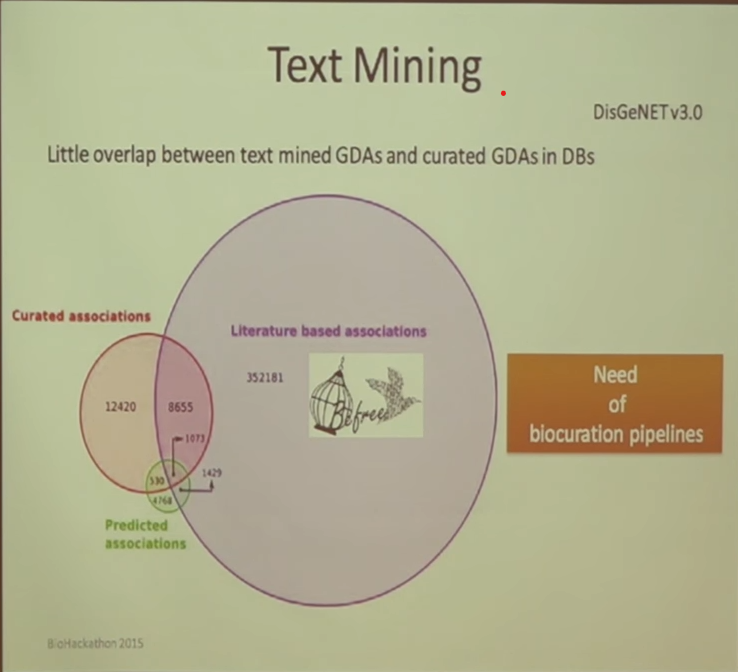 Text Mining
DisGeNET v3.0
Little overlap between text mined GDAs and curated GDAs in DBs
Curated associations
Literature based associations
352181
12420
8655
Befree
1073
530
1429
4768
Predicted
associations
Need
of
biocuration pipelines
BioHackathon 2015